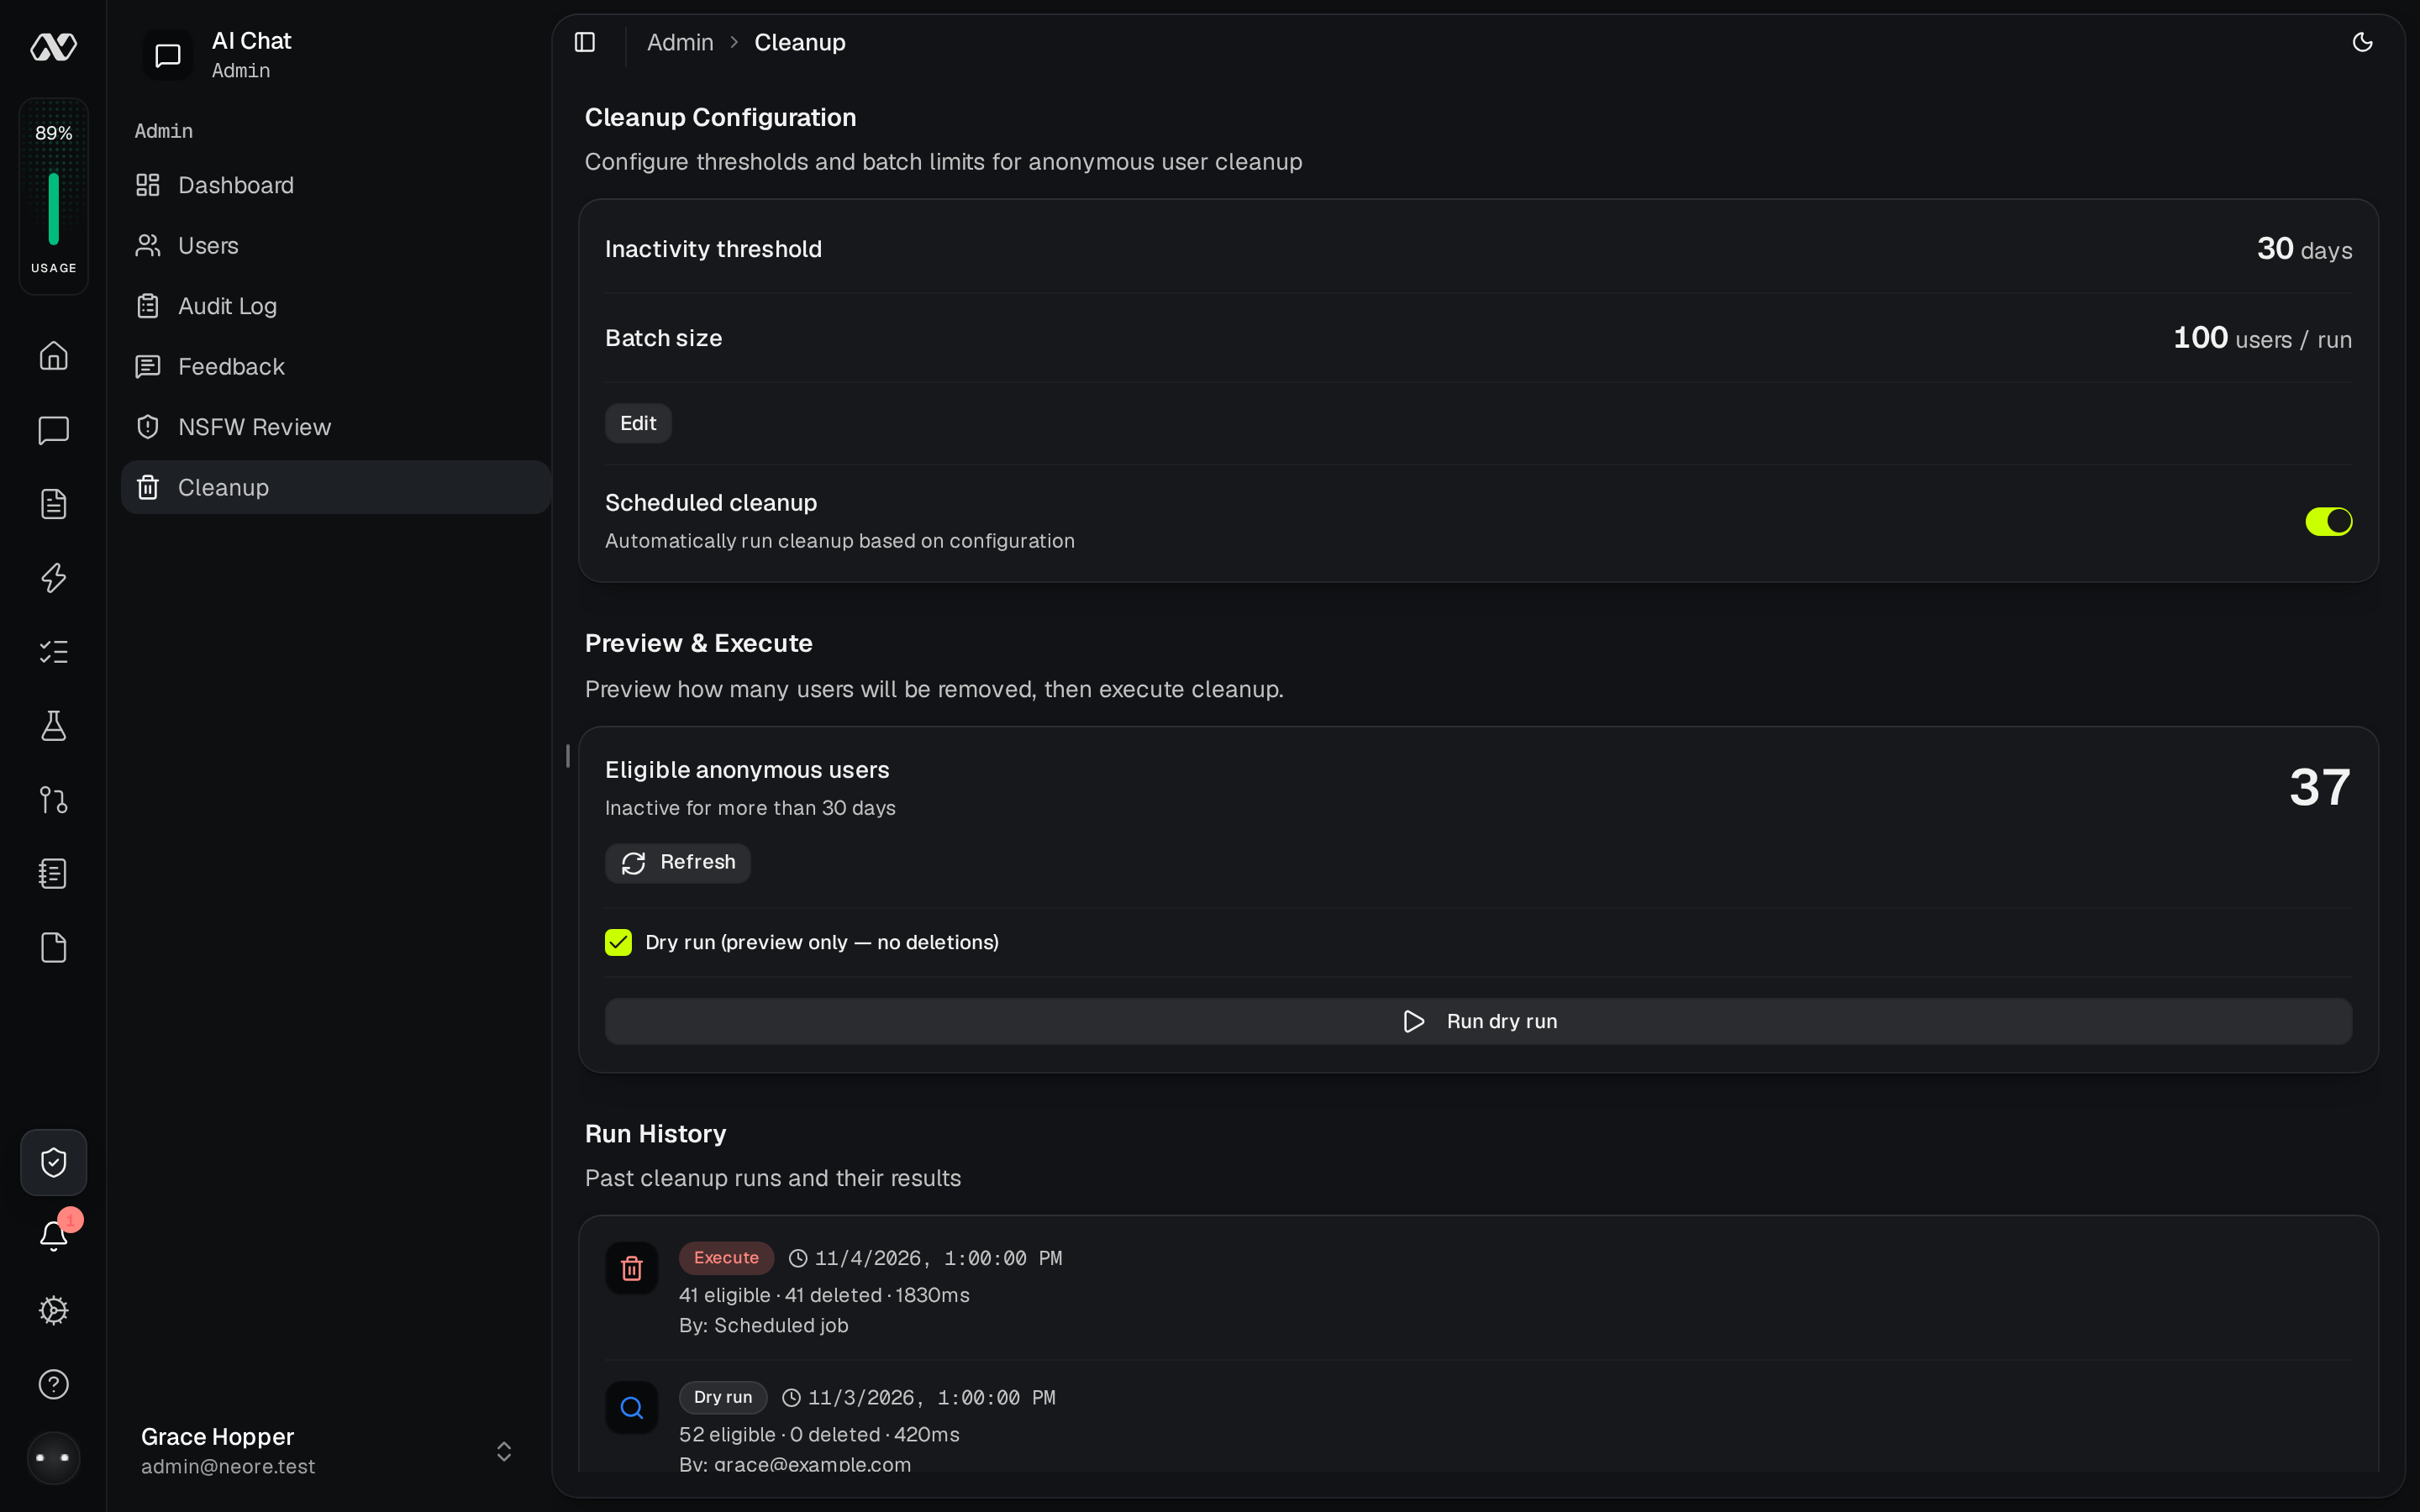 89%
USAGE
AI Chat
Admin
Admin
Dashboard
Users
Audit Log
Feedback
NSFW Review
Cleanup
1
Grace Hopper
admin@neore.test
Admin
Cleanup
Cleanup Configuration
Configure thresholds and batch limits for anonymous user cleanup
Inactivity threshold
30 days
Batch size
100 users / run
Edit
Scheduled cleanup
Automatically run cleanup based on configuration
Preview & Execute
Preview how many users will be removed, then execute cleanup.
Eligible anonymous users
37
Inactive for more than 30 days
Refresh
Dry run (preview only — no deletions)
Run dry run
Run History
Past cleanup runs and their results
Execute 11/4/2026, 1:00:00 PM
41 eligible · 41 deleted · 1830ms
By: Scheduled job
Dry run 11/3/2026, 1:00:00 PM
52 eligible · 0 deleted · 420ms
By: grace@example.com